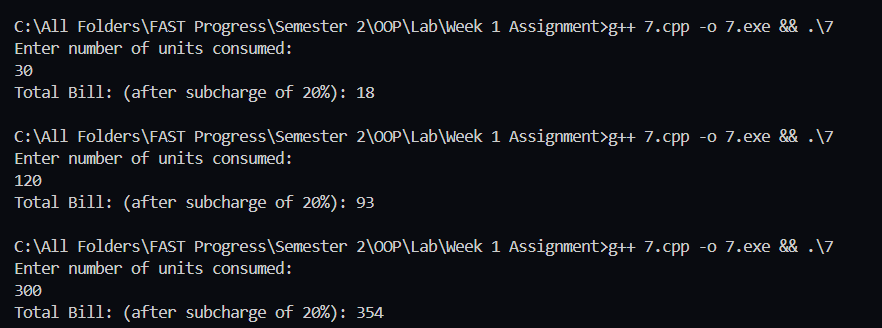 C:\All Folders\FAST Progress\Semester 2\OOP\Lab\Week 1 Assignment>g++ 7.cpp -o 7.exe && .\7
Enter number of units consumed:
30
Total Bill: (after subcharge of 20%): 18
C:\All Folders\FAST Progress\Semester 2\OOP\Lab\Week 1 Assignment>g++ 7.cpp -o 7.exe && .\7
Enter number of units consumed:
120
Total Bill: (after subcharge of 20%): 93
C:\All Folders\FAST Progress\Semester 2\OOP\Lab\Week 1 Assignment>g++ 7.cpp -o 7.exe && .\7
Enter number of units consumed:
300
Total Bill: (after subcharge of 20%): 354